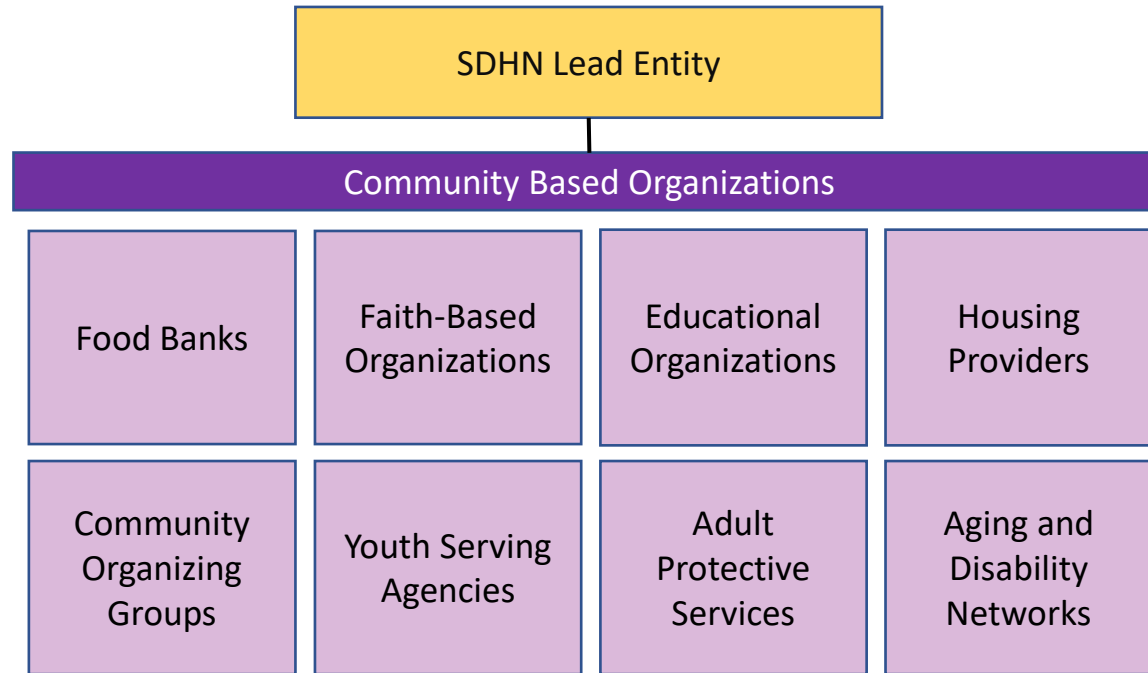 SDHN Lead Entity
Community Based Organizations
Food Banks
Faith-Based
Organizations
Educational
Organizations
Housing
Providers
Community
Organizing
Groups
Youth Serving
Agencies
Adult
Protective
Services
Aging and
Disability
Networks